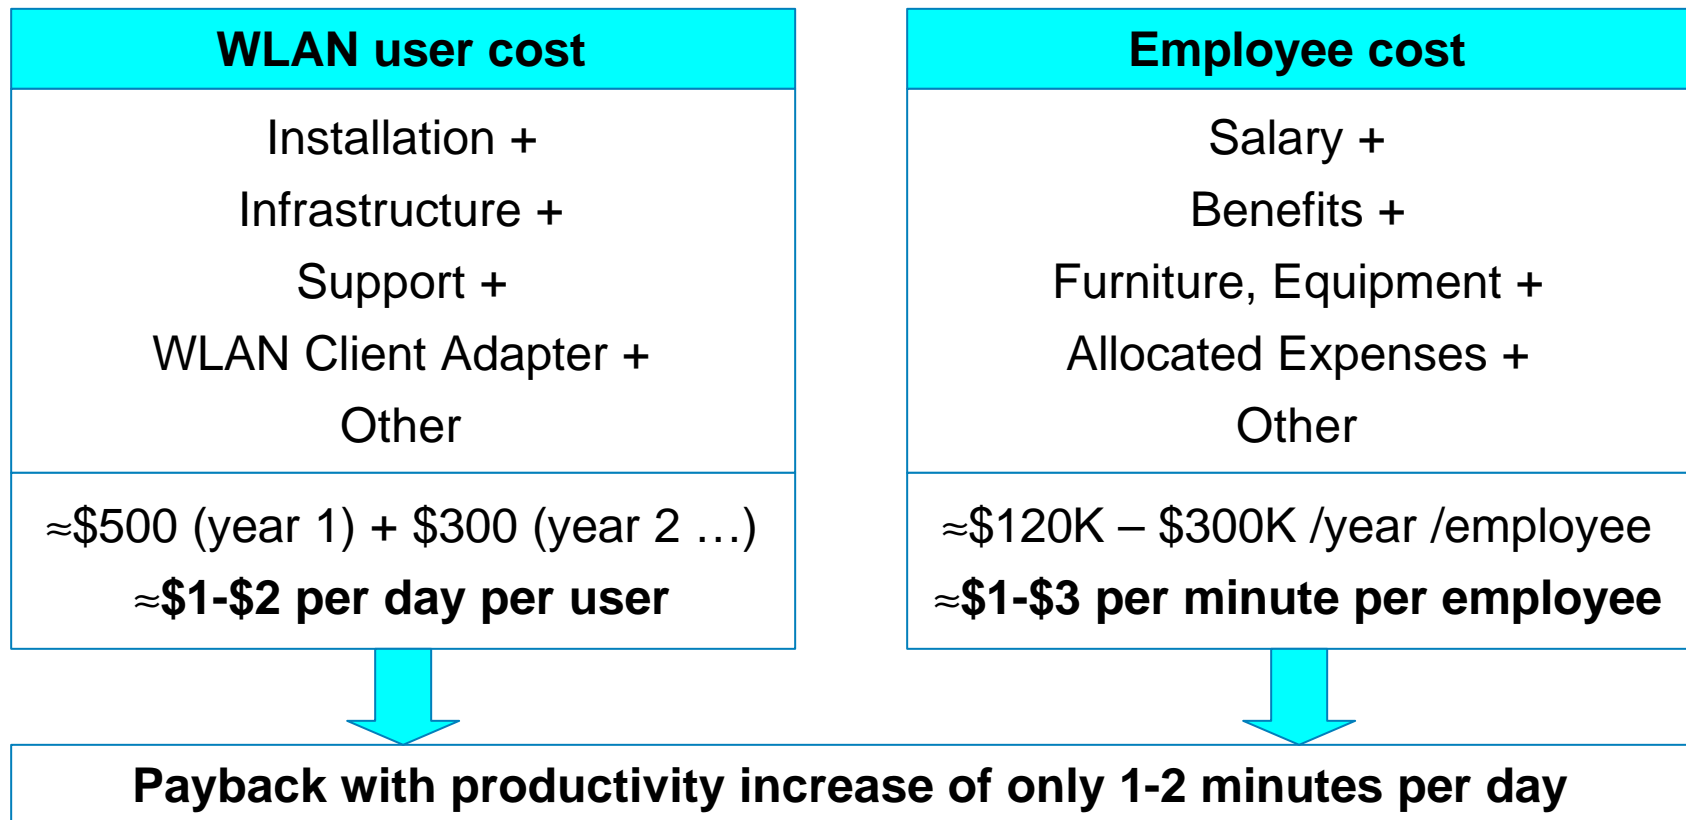 WLAN user cost
Installation +
Infrastructure +
Support +
WLAN Client Adapter +
Other
≈$500 (year 1) + $300 (year 2 …)
≈$1-$2 per day per user
Employee cost
Salary +
Benefits +
Furniture, Equipment +
Allocated Expenses +
Other
≈$120K – $300K /year /employee
≈$1-$3 per minute per employee
Payback with productivity increase of only 1-2 minutes per day